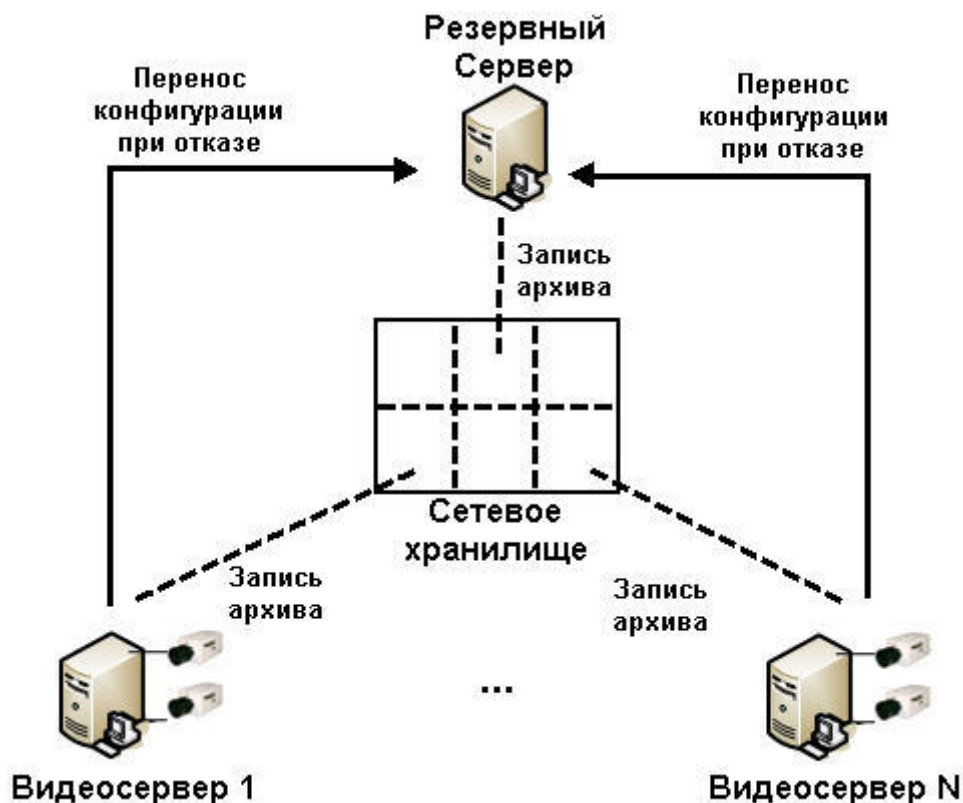 Резервный
Сервер
Перенос
конфигурации
при отказе
Перенос
конфигурации
при отказе
Запись
архива
Сетевое
хранилище
Запись
архива
Запись
архива
...
Видеосервер 1
Видеосервер N